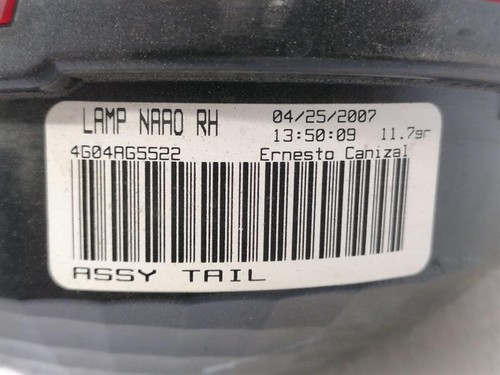 LAMP NAAO RH
04/25/2007
13:50:09 11.7gr
4G04AG5522
Ernesto Canizal
ASSY TAIL